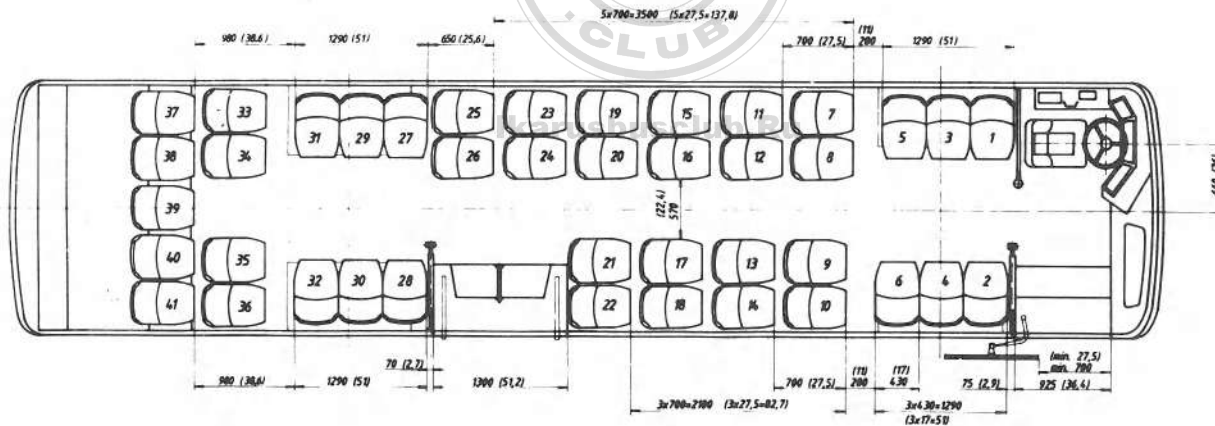 5x700=3500 (5x27,5=137,8)
. CLUB
980 (38,6)
1290 (51)
650 (25,6)
700 (27,5)
(11)
200
1290 (51)
37 33 31 29 27 25 23 19 15 11 7 5 3 1
Ikarusbusclub.Ru
38 34 26 24 20 16 12 8
39
(22,4)
570
40 35 32 30 28 21 17 13 9 6 4 2
41 36 22 18 14 10
70 (2,7)
(min. 27,5)
min. 700
980 (38,6)
1290 (51)
1300 (51,2)
700 (27,5)
(11)
200
(17)
430
75 (2,9)
925 (36,4)
3x700=2100 (3x27,5=82,7)
3x430=1290
(3x17=51)